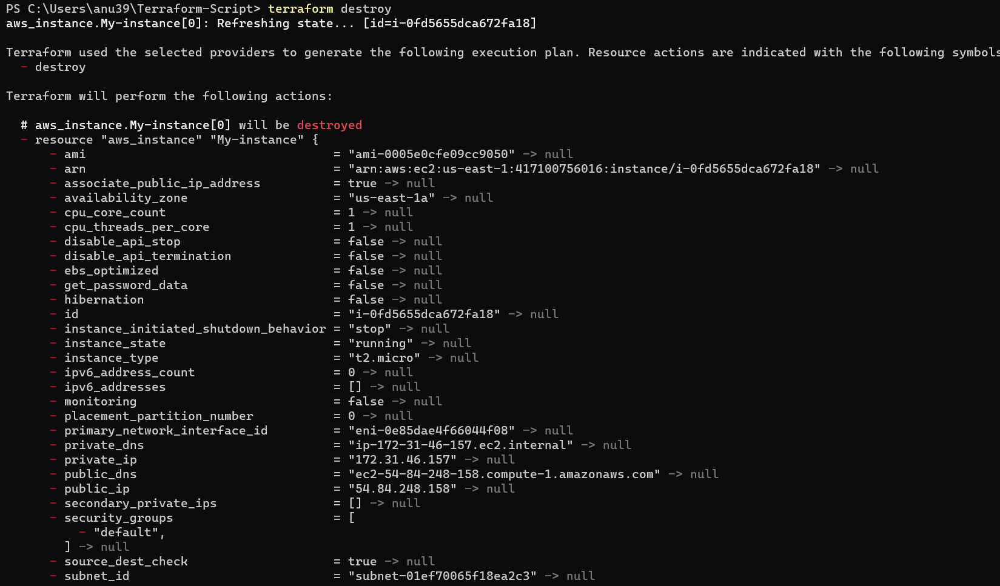 PS C:\Users\anu39\Terraform-Script> terraform destroy
aws_instance.My-instance[0]: Refreshing state... [id=i-0fd5655dca672fa18]
Terraform used the selected providers to generate the following execution plan. Resource actions are indicated with the following symbols
- destroy
Terraform will perform the following actions:
# aws_instance.My-instance[0] will be destroyed
- resource "aws_instance" "My-instance" {
- ami = "ami-0005e0cfe09cc9050" -> null
- arn = "arn:aws:ec2:us-east-1:417100756016:instance/i-0fd5655dca672fa18" -> null
- associate_public_ip_address = true -> null
- availability_zone = "us-east-1a" -> null
- cpu_core_count = 1 -> null
- cpu_threads_per_core = 1 -> null
- disable_api_stop = false -> null
- disable_api_termination = false -> null
- ebs_optimized = false -> null
- get_password_data = false -> null
- hibernation = false -> null
- id = "i-0fd5655dca672fa18" -> null
- instance_initiated_shutdown_behavior = "stop" -> null
- instance_state = "running" -> null
- instance_type = "t2.micro" -> null
- ipv6_address_count = 0 -> null
- ipv6_addresses = [] -> null
- monitoring = false -> null
- placement_partition_number = 0 -> null
- primary_network_interface_id = "eni-0e85dae4f66044f08" -> null
- private_dns = "ip-172-31-46-157.ec2.internal" -> null
- private_ip = "172.31.46.157" -> null
- public_dns = "ec2-54-84-248-158.compute-1.amazonaws.com" -> null
- public_ip = "54.84.248.158" -> null
- secondary_private_ips = [] -> null
- security_groups = [
- "default",
] -> null
- source_dest_check = true -> null
- subnet_id = "subnet-01ef70065f18ea2c3" -> null